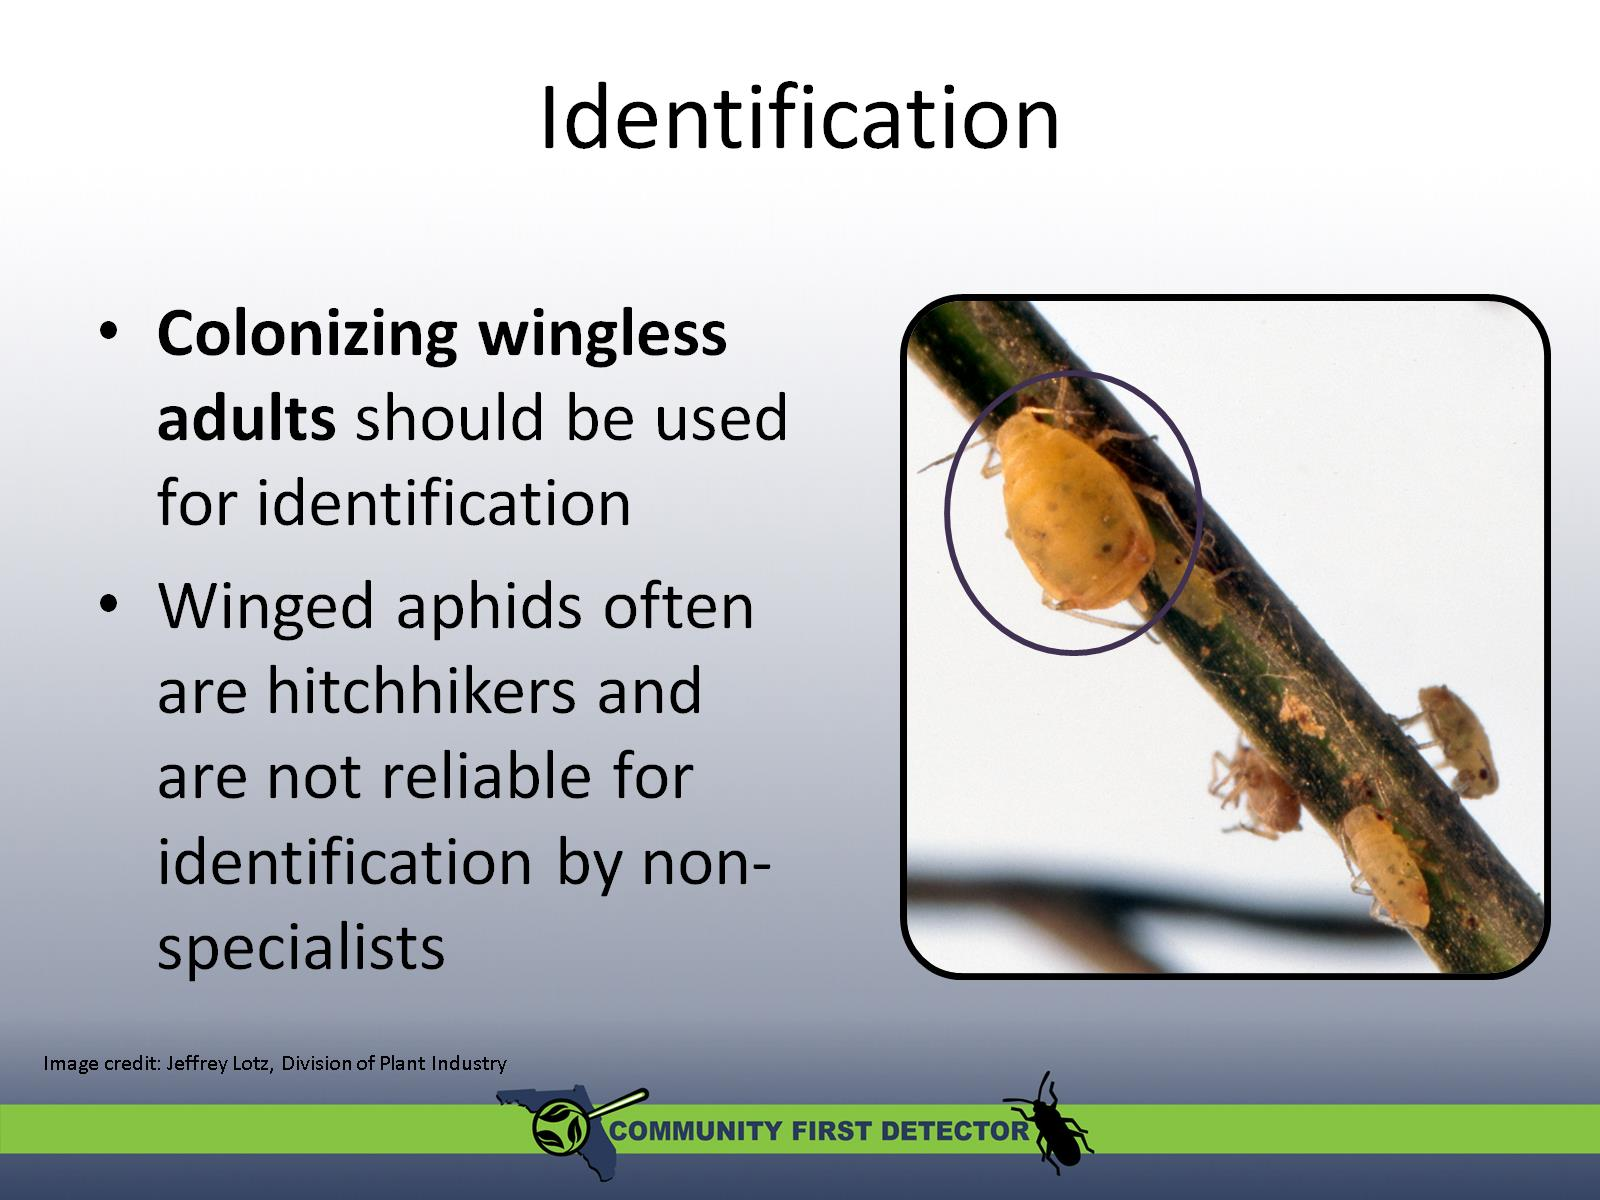 Identification
• Colonizing wingless
adults should be used
for identification
• Winged aphids often
are hitchhikers and
are not reliable for
identification by non-
specialists
Image credit: Jeffrey Lotz, Division of Plant Industry
COMMUNITY FIRST DETECTOR